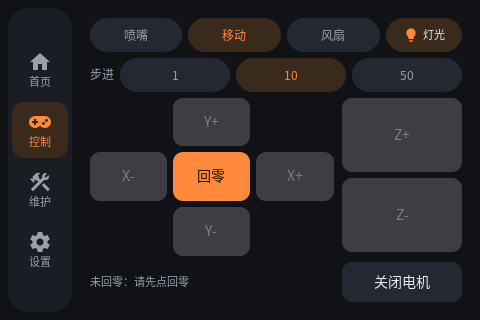 喷嘴 移动 风扇 灯光
步进 1 10 50
首页
控制
维护
设置
Y+
X- 回零 X+
Y-
Z+
Z-
未回零：请先点回零
关闭电机